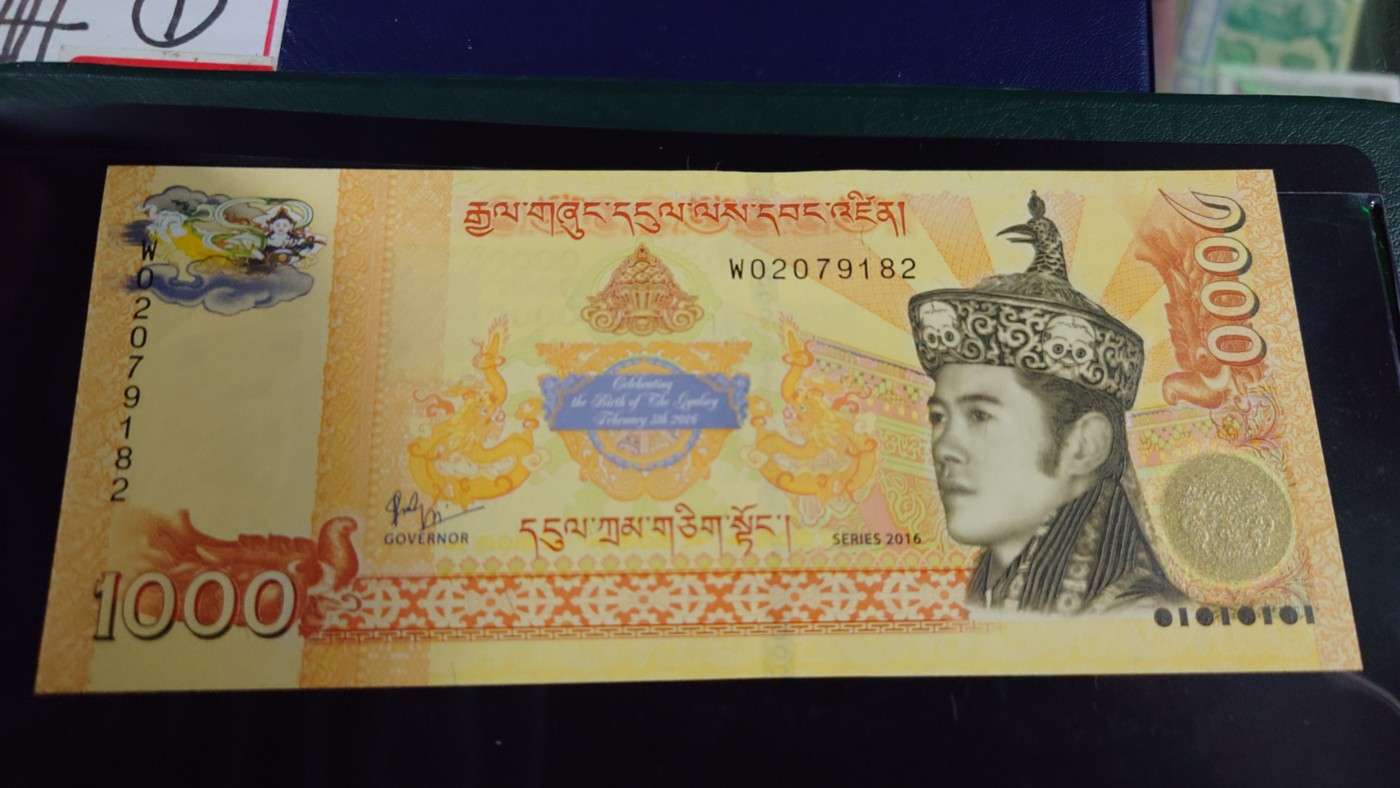 རྒྱལ་གཞུང་དངུལ་ལས་དབང་འཛིན།
W02079182
W02079182
1000
Celebrating
the Birth of The Gyalsey
February 5th 2016
GOVERNOR
དངུལ་ཀྲམ་གཅིག་སྟོང་།
SERIES 2016
1000